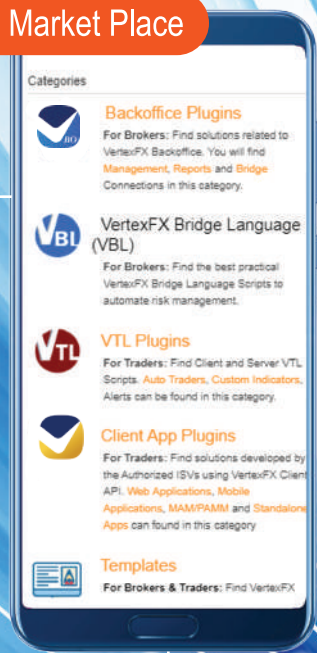 Market Place
Categories
BO
Backoffice Plugins
For Brokers: Find solutions related to
VertexFX Backoffice. You will find
Management, Reports and Bridge
Connections in this category.
VBL
VertexFX Bridge Language
(VBL)
For Brokers: Find the best practical
VertexFX Bridge Language Scripts to
automate risk management.
VTL
VTL Plugins
For Traders: Find Client and Server VTL
Scripts. Auto Traders, Custom Indicators,
Alerts can be found in this category.
Client App Plugins
For Traders: Find solutions developed by
the Authorized ISVs using VertexFX Client
API. Web Applications, Mobile
Applications, MAM/PAMM and Standalone
Apps can found in this category
Templates
For Brokers & Traders: Find VertexFX